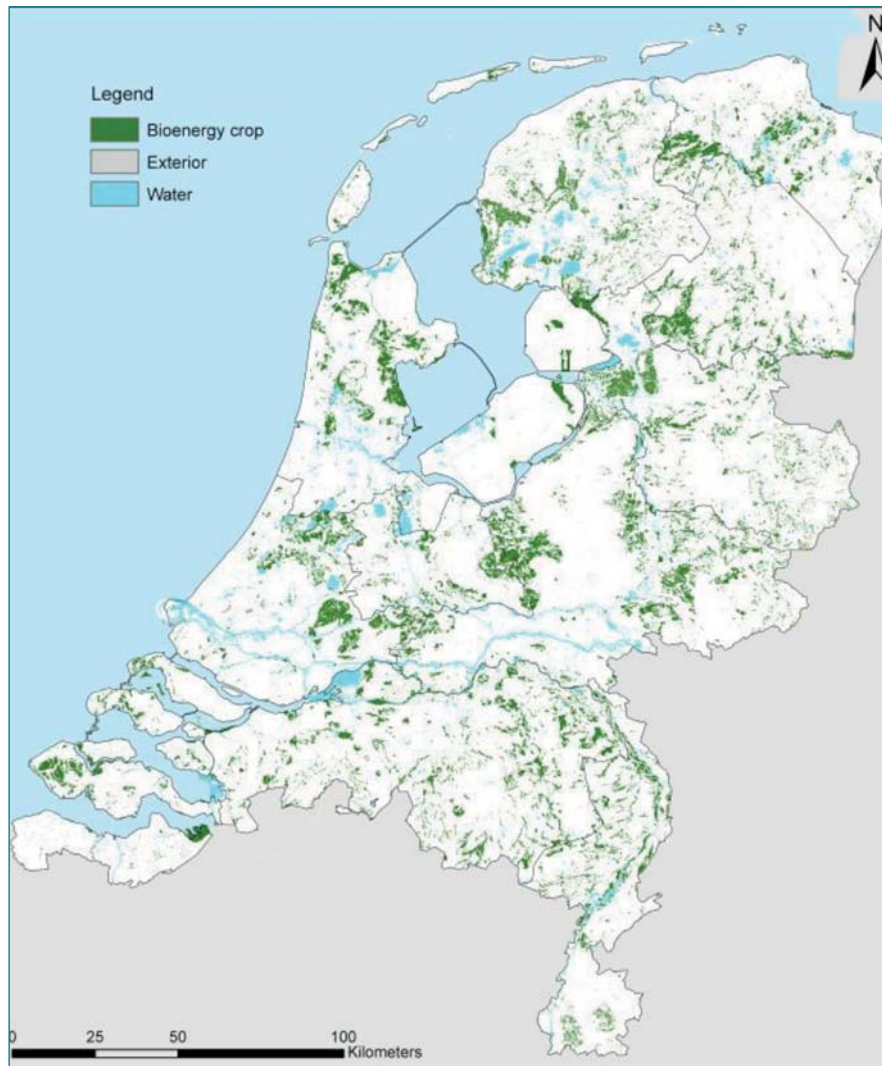 N
Legend
Bioenergy crop
Exterior
Water
0 25 50 100
Kilometers